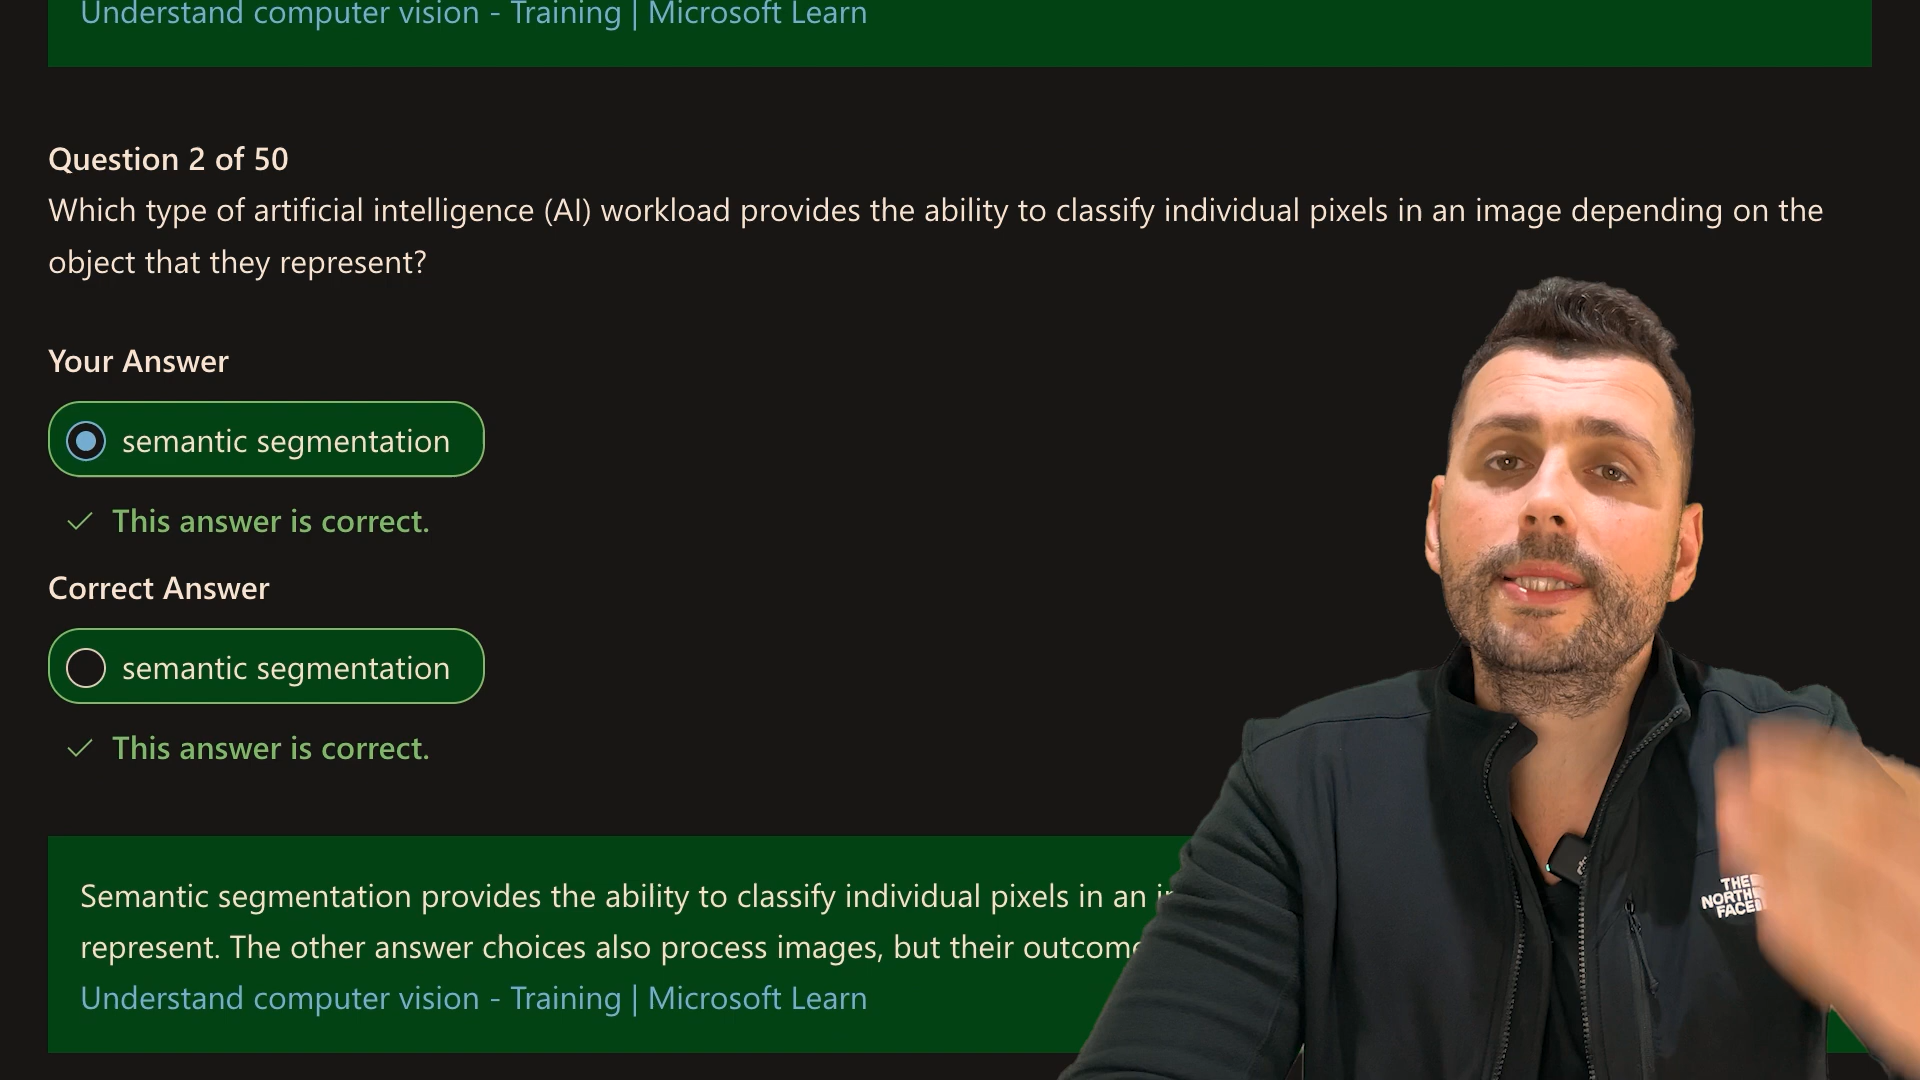 Understand computer vision - Training | Microsoft Learn
Question 2 of 50
Which type of artificial intelligence (AI) workload provides the ability to classify individual pixels in an image depending on the
object that they represent?
Your Answer
semantic segmentation
This answer is correct.
Correct Answer
semantic segmentation
This answer is correct.
Semantic segmentation provides the ability to classify individual pixels in an
represent. The other answer choices also process images, but their
Understand computer vision - Training | Microsoft Learn
THE
NORTH
FACE